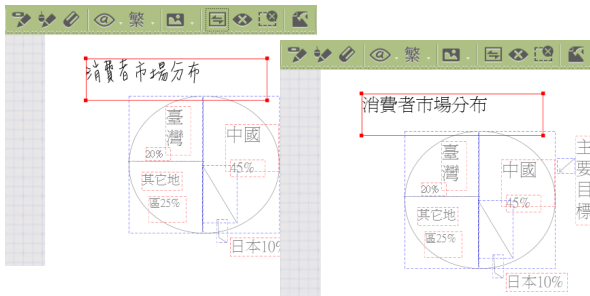 繁
消費者市場分布
臺
灣
20%
中國
45%
其它地
區25%
日本10%
繁
消費者市場分布
臺
灣
20%
中國
45%
其它地
區25%
日本10%
主
要
目
標